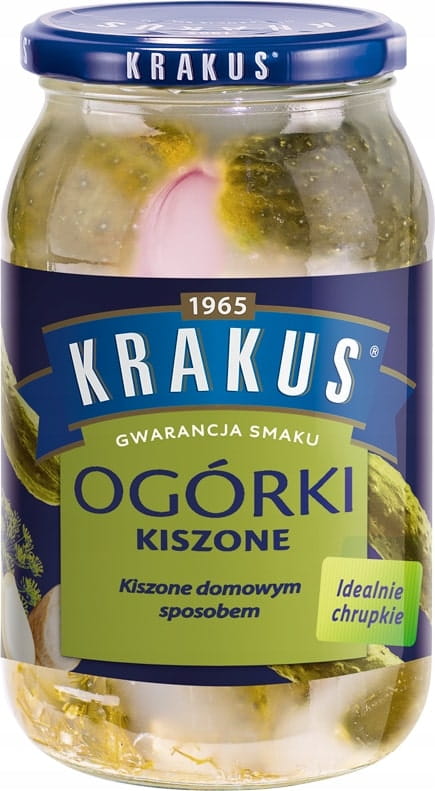 KRAKUS®
1965
KRAKUS®
GWARANCJA SMAKU
OGÓRKI
KISZONE
Kiszone domowym
sposobem
Idealnie
chrupkie